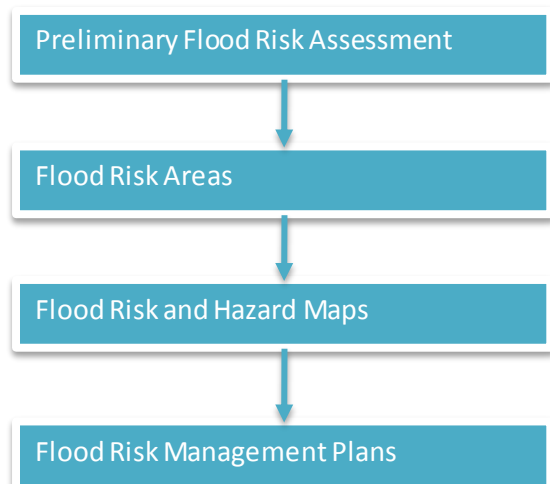 Preliminary Flood Risk Assessment
Flood Risk Areas
Flood Risk and Hazard Maps
Flood Risk Management Plans